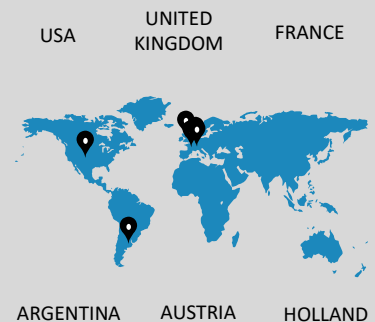 USA
UNITED
KINGDOM
FRANCE
ARGENTINA
AUSTRIA
HOLLAND